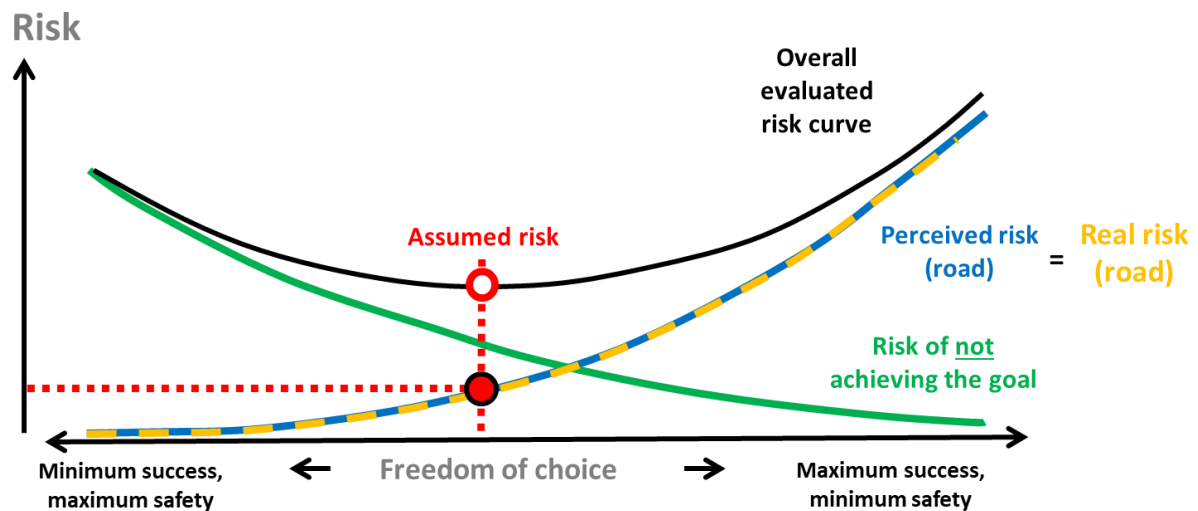 Risk
Overall
evaluated
risk curve
Assumed risk
Perceived risk
(road)
=
Real risk
(road)
Risk of not
achieving the goal
Minimum success,
maximum safety
Freedom of choice
Maximum success,
minimum safety